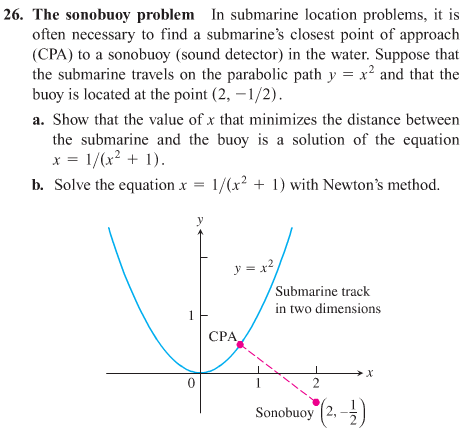 26. The sonobuoy problem In submarine location problems, it is
often necessary to find a submarine's closest point of approach
(CPA) to a sonobuoy (sound detector) in the water. Suppose that
the submarine travels on the parabolic path y = x² and that the
buoy is located at the point (2, −1/2).
a. Show that the value of x that minimizes the distance between
the submarine and the buoy is a solution of the equation
x = 1/(x² + 1).
b. Solve the equation x = 1/(x² + 1) with Newton's method.
y
y = x²
Submarine track
in two dimensions
1
CPA
x
0 1 2
Sonobuoy (2, −1/2)